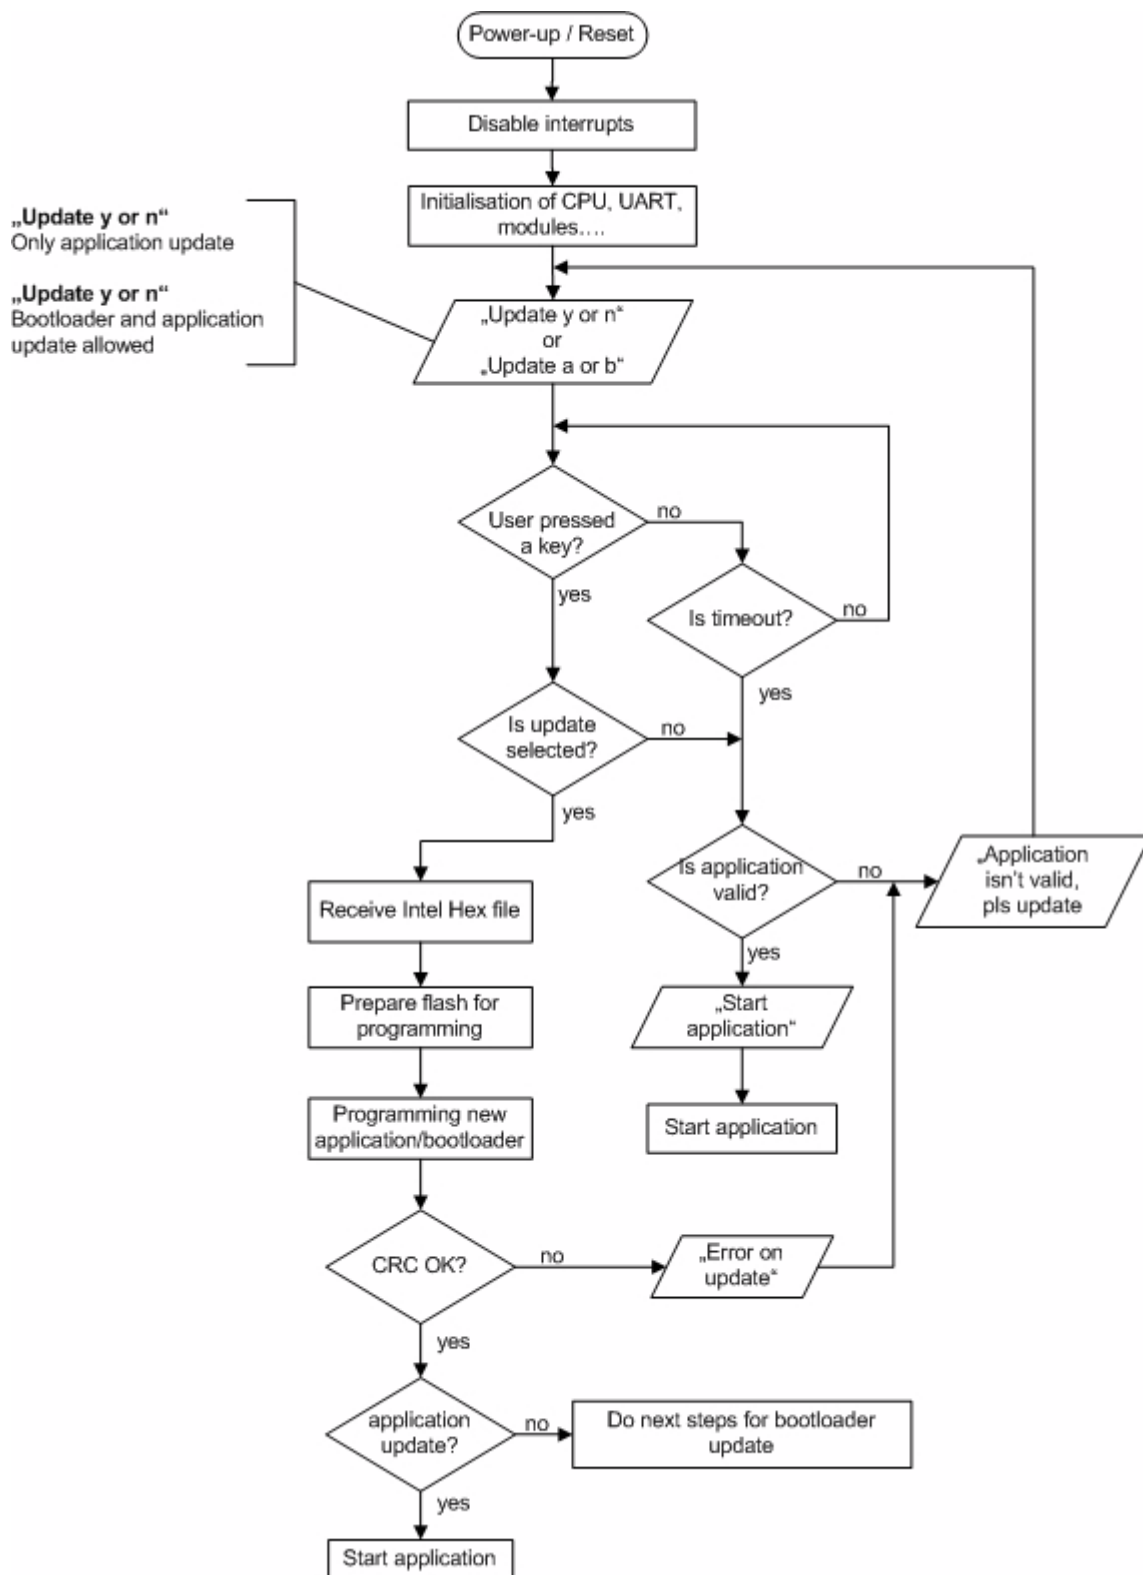 Power-up / Reset
Disable interrupts
Initialisation of CPU, UART,
modules....
„Update y or n“
Only application update
„Update y or n“
Bootloader and application
update allowed
„Update y or n“
or
„Update a or b“
User pressed
a key?
no
yes
Is timeout?
no
yes
Is update
selected?
no
yes
Is application
valid?
no
yes
„Application
isn't valid,
pls update
Receive Intel Hex file
Prepare flash for
programming
„Start
application“
Programming new
application/bootloader
Start application
CRC OK?
no
„Error on
update“
yes
application
update?
no
Do next steps for bootloader
update
yes
Start application